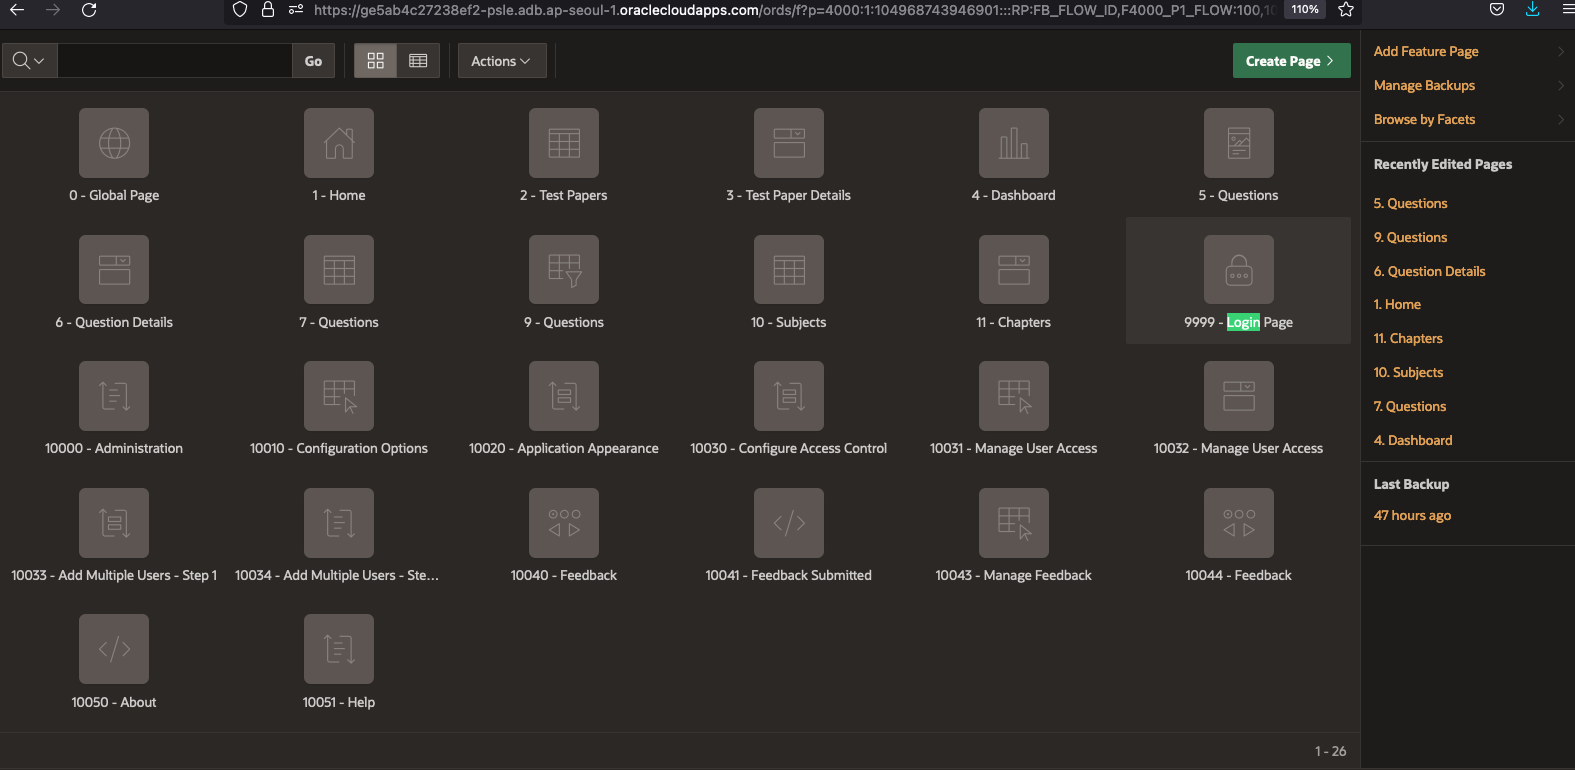 https://ge5ab4c27238ef2-psle.adb.ap-seoul-1.oraclecloudapps.com/ords/f?p=4000:1:104968743946901:::RP:FB_FLOW_ID,F4000_P1_FLOW:100,10
110%
Go
Actions
Create Page
0 - Global Page
1 - Home
2 - Test Papers
3 - Test Paper Details
4 - Dashboard
5 - Questions
6 - Question Details
7 - Questions
9 - Questions
10 - Subjects
11 - Chapters
9999 - Login Page
10000 - Administration
10010 - Configuration Options
10020 - Application Appearance
10030 - Configure Access Control
10031 - Manage User Access
10032 - Manage User Access
10033 - Add Multiple Users - Step 1
10034 - Add Multiple Users - Ste...
10040 - Feedback
10041 - Feedback Submitted
10043 - Manage Feedback
10044 - Feedback
10050 - About
10051 - Help
1 - 26
Add Feature Page
Manage Backups
Browse by Facets
Recently Edited Pages
5. Questions
9. Questions
6. Question Details
1. Home
11. Chapters
10. Subjects
7. Questions
4. Dashboard
Last Backup
47 hours ago